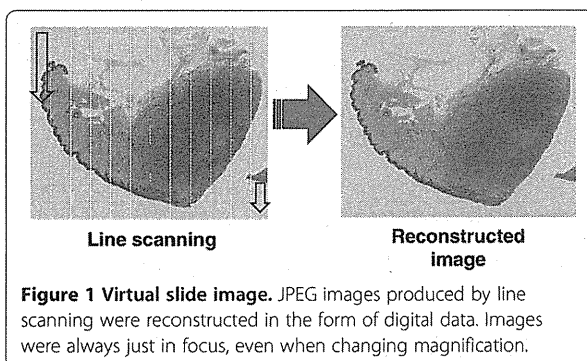 Line scanning
Reconstructed
image
Figure 1 Virtual slide image. JPEG images produced by line
scanning were reconstructed in the form of digital data. Images
were always just in focus, even when changing magnification.